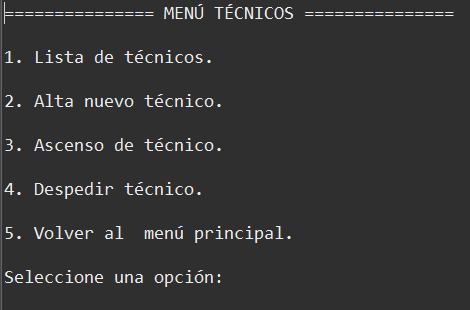 =============== MENÚ TÉCNICOS ===============
1. Lista de técnicos.
2. Alta nuevo técnico.
3. Ascenso de técnico.
4. Despedir técnico.
5. Volver al  menú principal.
Seleccione una opción: